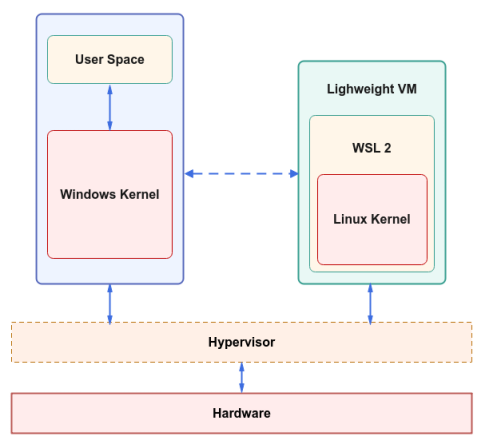 User Space
Windows Kernel
Lighweight VM
WSL 2
Linux Kernel
Hypervisor
Hardware